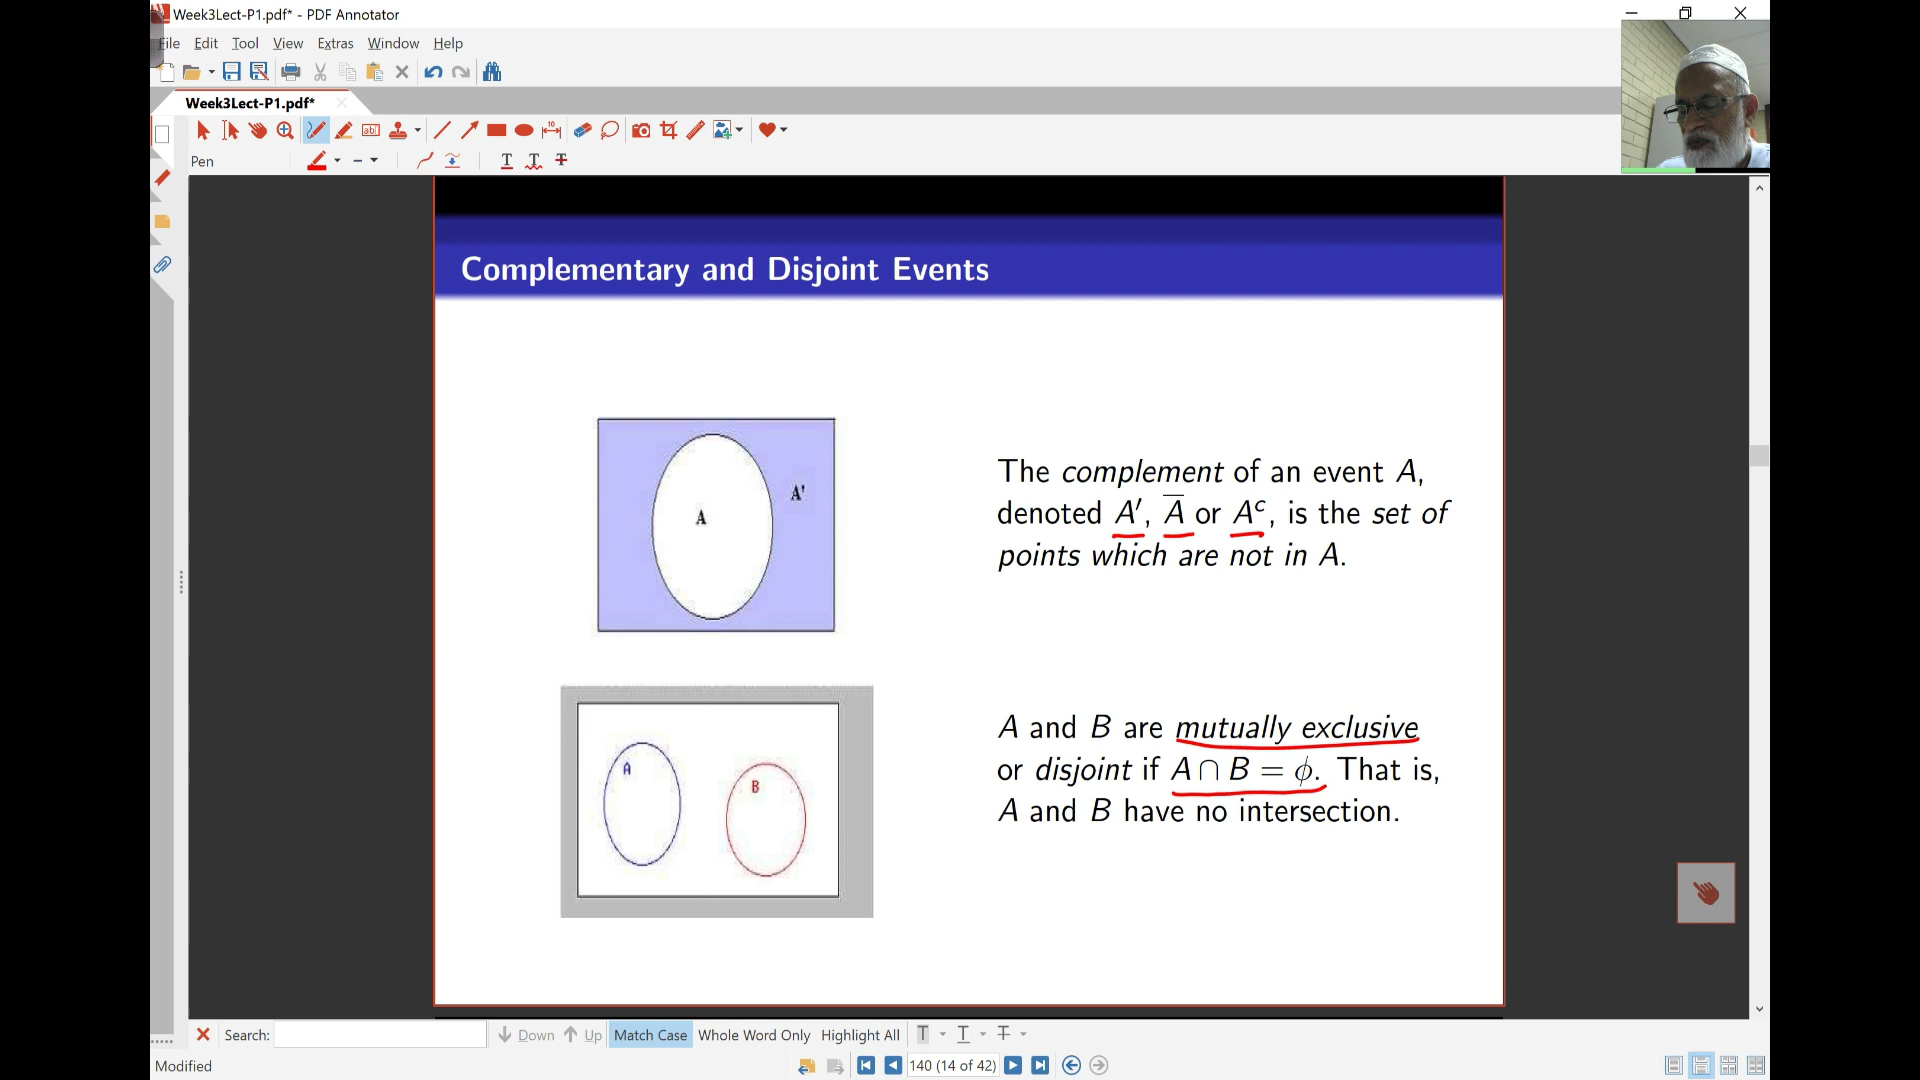 Week3Lect-P1.pdf* - PDF Annotator
File Edit Tool View Extras Window Help
Week3Lect-P1.pdf*
Pen
Complementary and Disjoint Events
A
A'
The complement of an event A,
denoted A′, A̅ or Aᶜ, is the set of
points which are not in A.
A
B
A and B are mutually exclusive
or disjoint if A ∩ B = ϕ. That is,
A and B have no intersection.
Search: Down Up Match Case Whole Word Only Highlight All
Modified
140 (14 of 42)